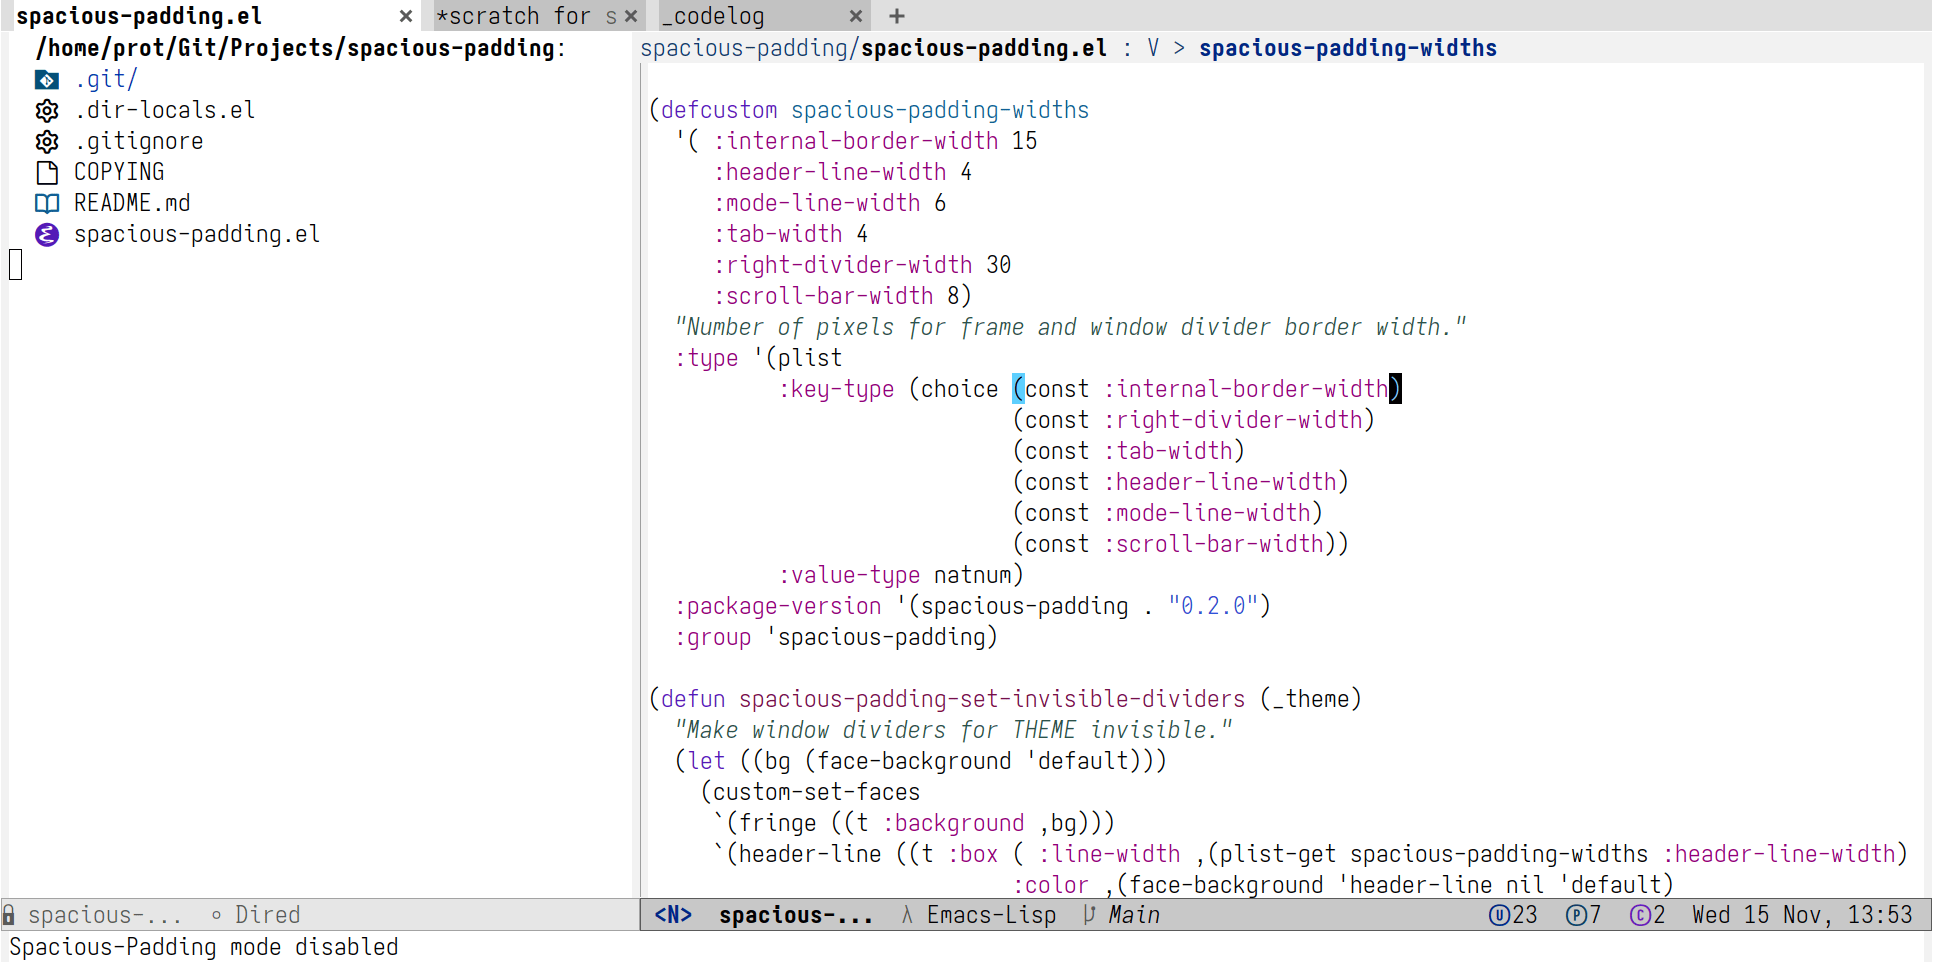 spacious-padding.el × *scratch for s × _codelog × +
/home/prot/Git/Projects/spacious-padding:
.git/
.dir-locals.el
.gitignore
COPYING
README.md
spacious-padding.el
spacious-... ∘ Dired
spacious-padding/spacious-padding.el : V > spacious-padding-widths
(defcustom spacious-padding-widths
  '( :internal-border-width 15
     :header-line-width 4
     :mode-line-width 6
     :tab-width 4
     :right-divider-width 30
     :scroll-bar-width 8)
  "Number of pixels for frame and window divider border width."
  :type '(plist
          :key-type (choice (const :internal-border-width)
                            (const :right-divider-width)
                            (const :tab-width)
                            (const :header-line-width)
                            (const :mode-line-width)
                            (const :scroll-bar-width))
          :value-type natnum)
  :package-version '(spacious-padding . "0.2.0")
  :group 'spacious-padding)
(defun spacious-padding-set-invisible-dividers (_theme)
  "Make window dividers for THEME invisible."
  (let ((bg (face-background 'default)))
    (custom-set-faces
     `(fringe ((t :background ,bg)))
     `(header-line ((t :box ( :line-width ,(plist-get spacious-padding-widths :header-line-width)
                            :color ,(face-background 'header-line nil 'default)
<N> spacious-... λ Emacs-Lisp Main Ⓤ23 Ⓟ7 Ⓒ2 Wed 15 Nov, 13:53
Spacious-Padding mode disabled